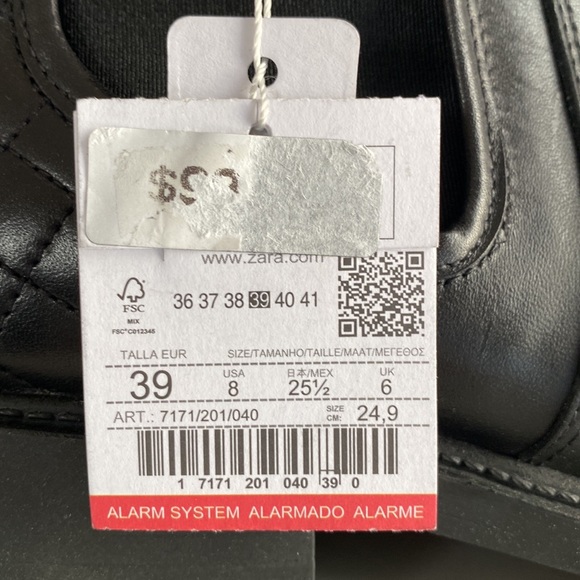 www.zara.com
FSC
MIX
FSC® C012345
36 37 38 39 40 41
TALLA EUR
SIZE/TAMANHO/TAILLE/MAAT/ΜΕΓΕΘΟΣ
39
USA
8
日本/MEX
25½
UK
6
ART.: 7171/201/040
SIZE CM: 24,9
1 7171 201 040 39 0
ALARM SYSTEM ALARMADO ALARME